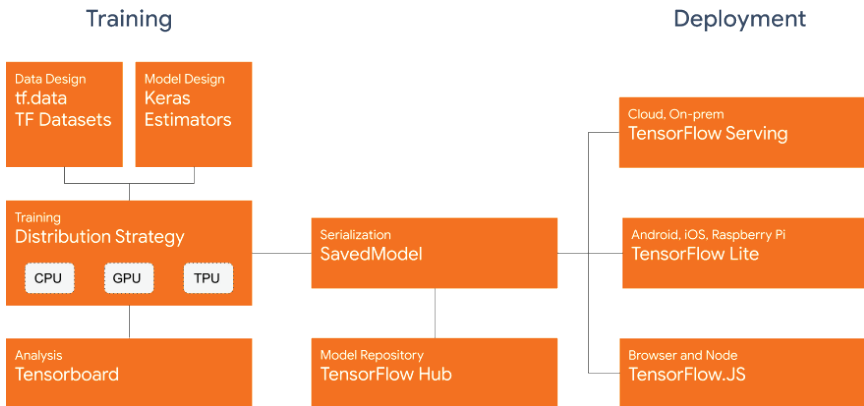 Training
Deployment
Data Design
tf.data
TF Datasets
Model Design
Keras
Estimators
Training
Distribution Strategy
CPU
GPU
TPU
Analysis
Tensorboard
Serialization
SavedModel
Model Repository
TensorFlow Hub
Cloud, On-prem
TensorFlow Serving
Android, iOS, Raspberry Pi
TensorFlow Lite
Browser and Node
TensorFlow.JS